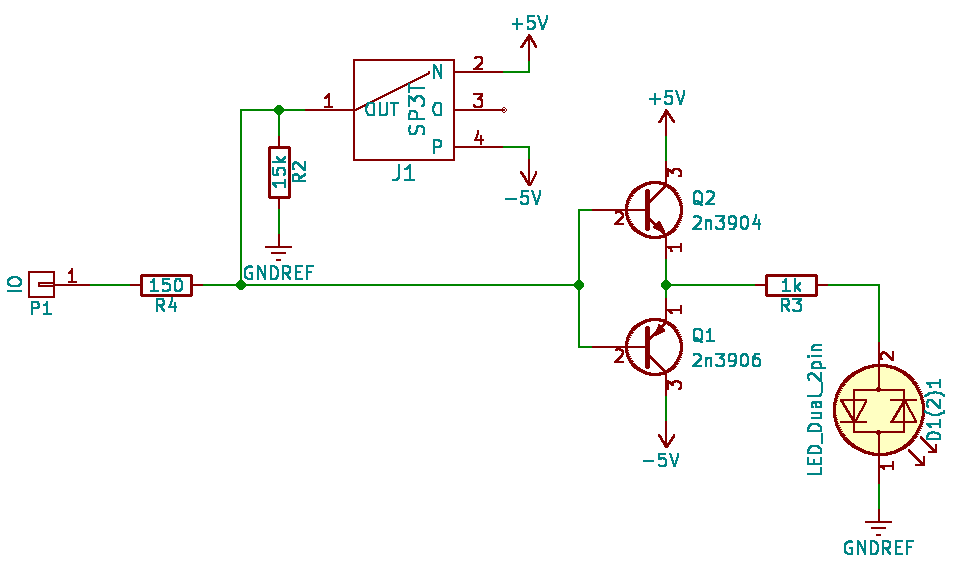 +5V
N
2
1
OUT
SP3T
O
3
P
4
J1
-5V
15k
R2
GNDREF
IO
1
P1
150
R4
+5V
3
Q2
2n3904
2
1
1
Q1
2n3906
2
3
-5V
1k
R3
LED_Dual_2pin
2
D1(2)1
1
GNDREF